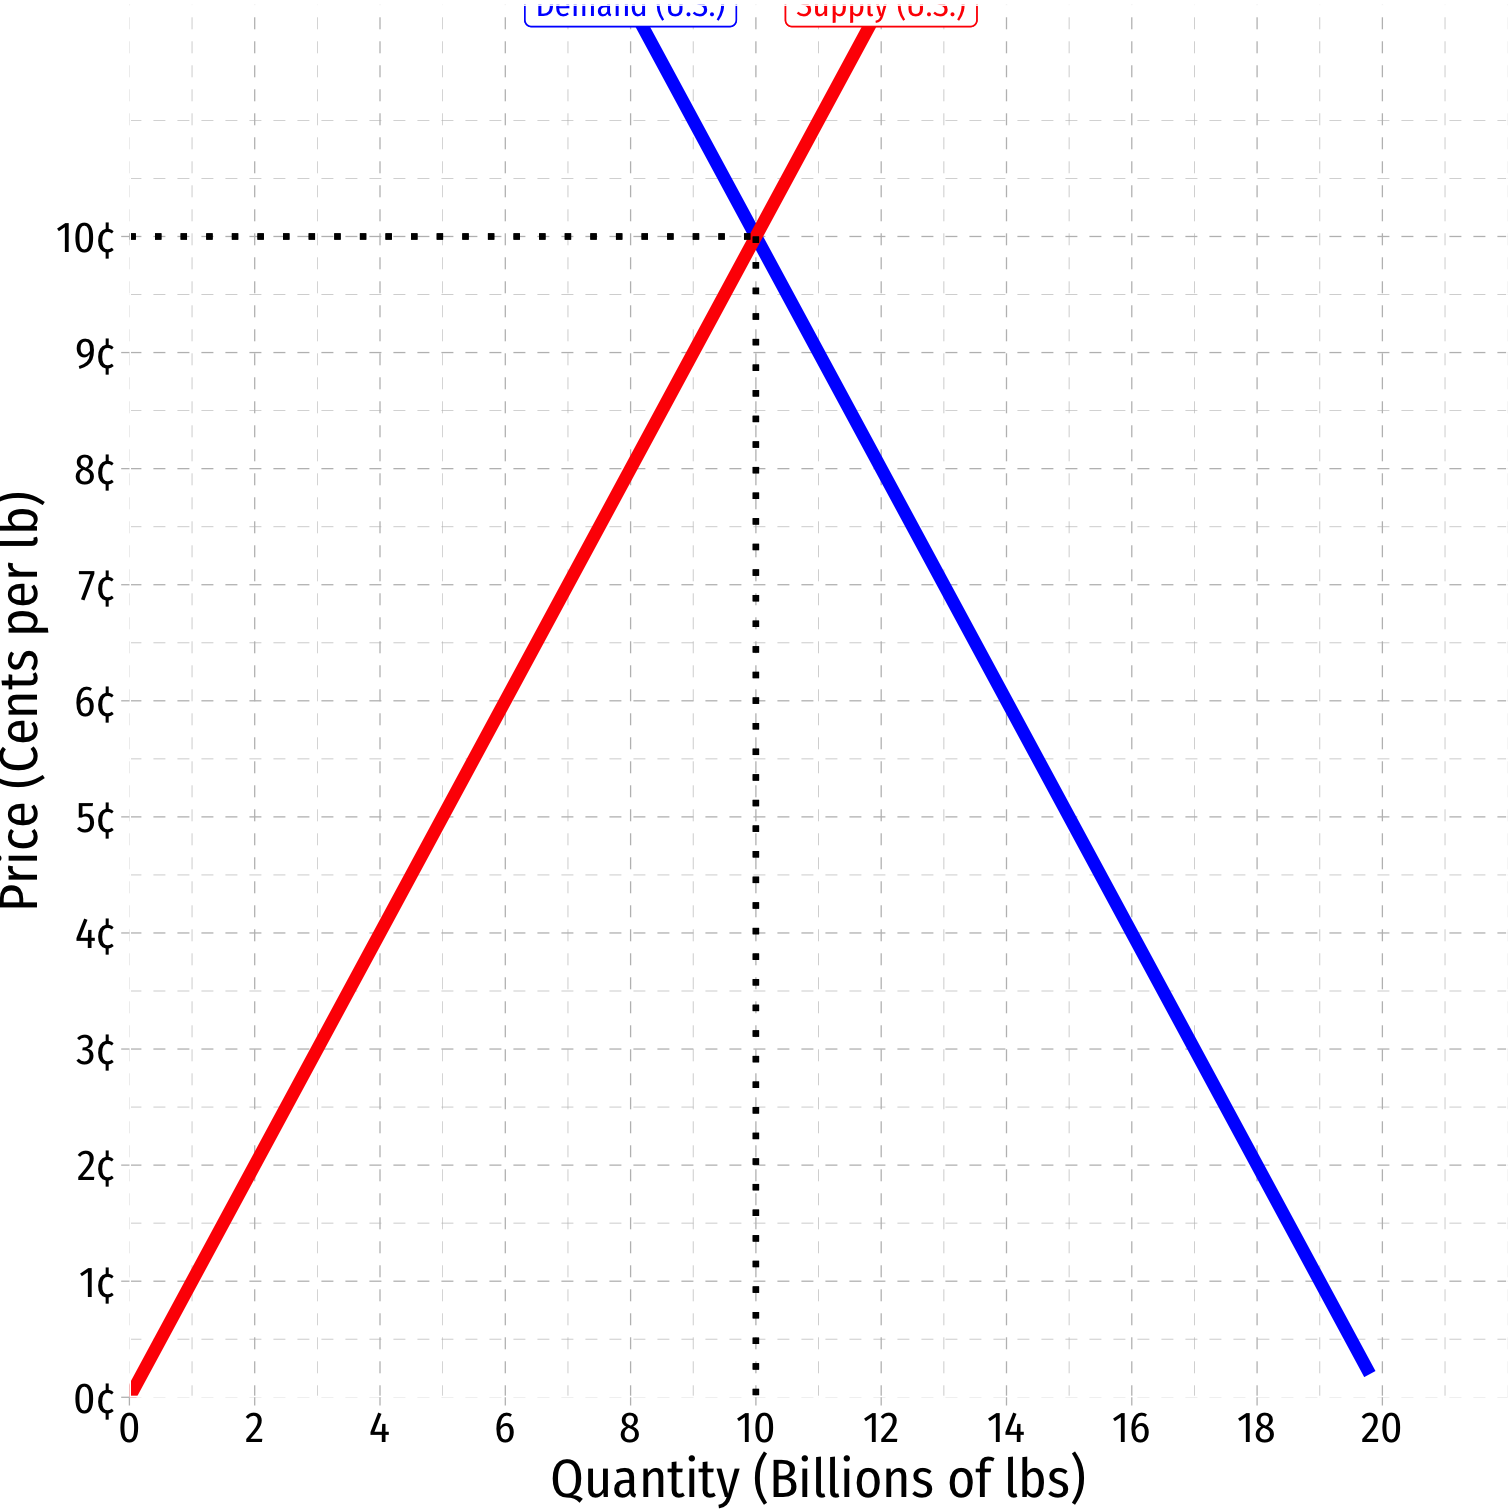 Demand (U.S.)
Supply (U.S.)
10¢
9¢
8¢
7¢
6¢
5¢
4¢
3¢
2¢
1¢
0¢
Price (Cents per lb)
0 2 4 6 8 10 12 14 16 18 20
Quantity (Billions of lbs)